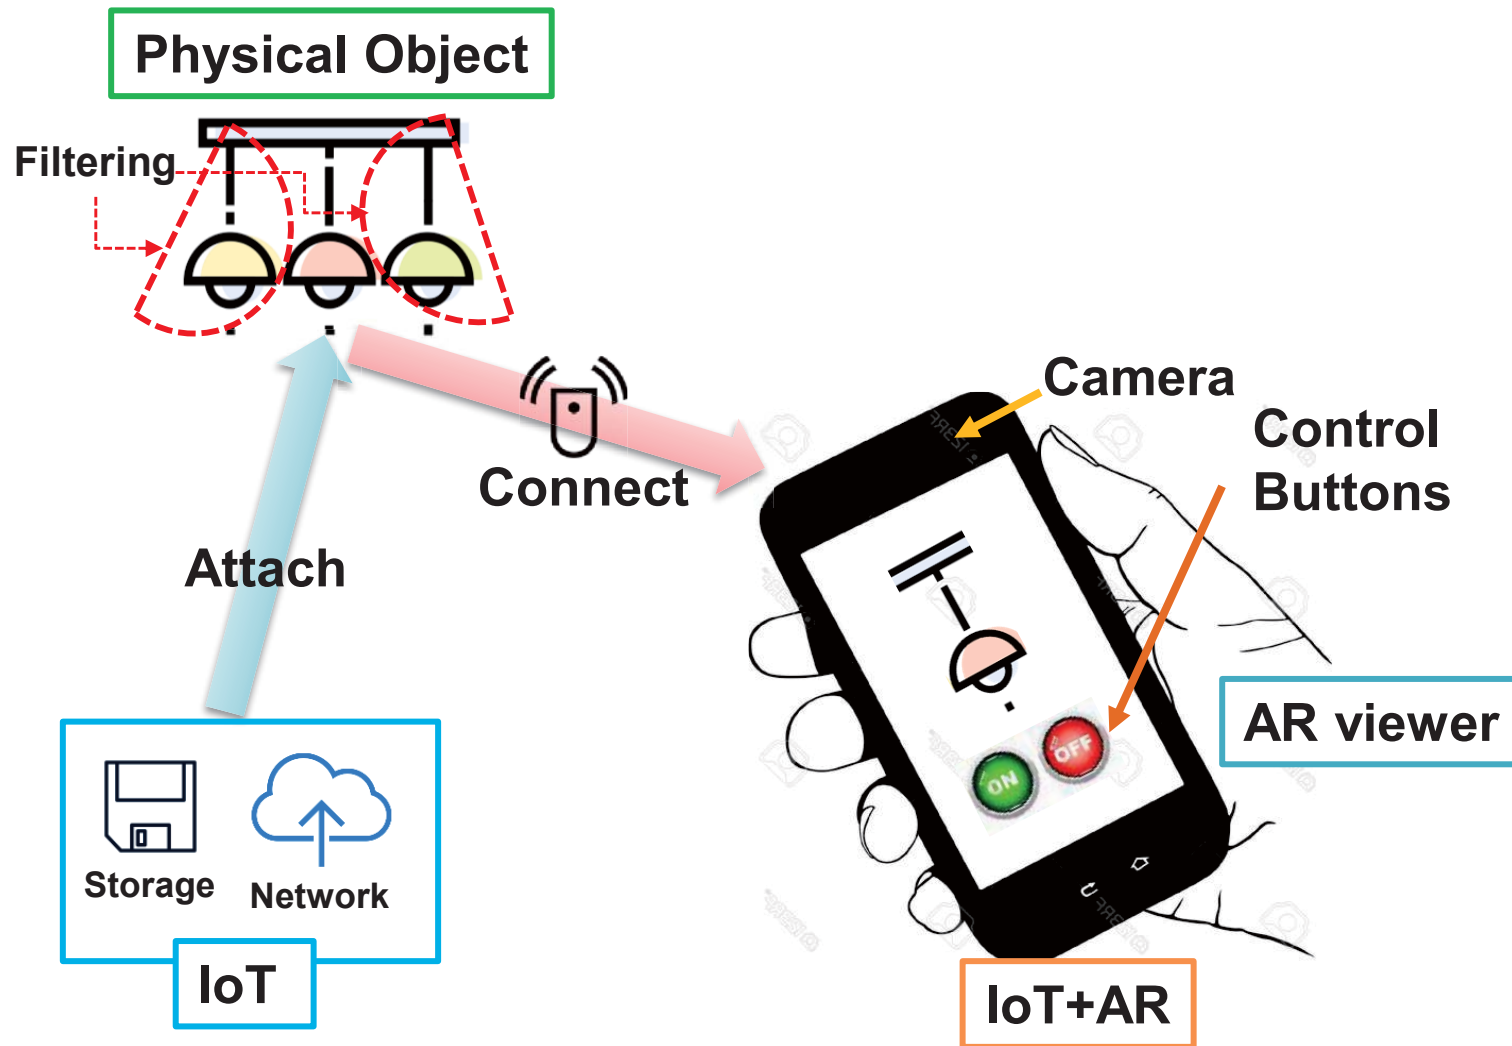 Physical Object
Filtering
Camera
Control
Buttons
Connect
Attach
AR viewer
ON
OFF
Storage
Network
IoT
IoT+AR